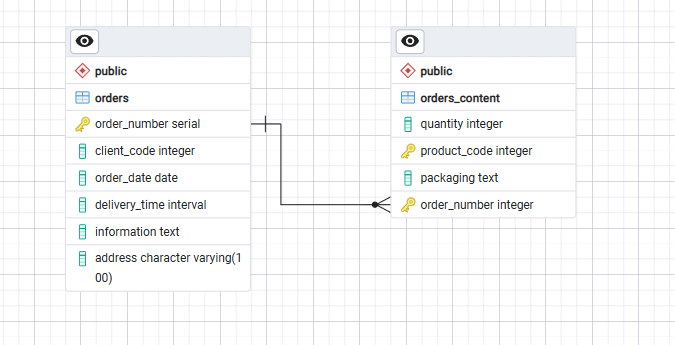 public
orders
order_number serial
client_code integer
order_date date
delivery_time interval
information text
address character varying(1
00)
public
orders_content
quantity integer
product_code integer
packaging text
order_number integer